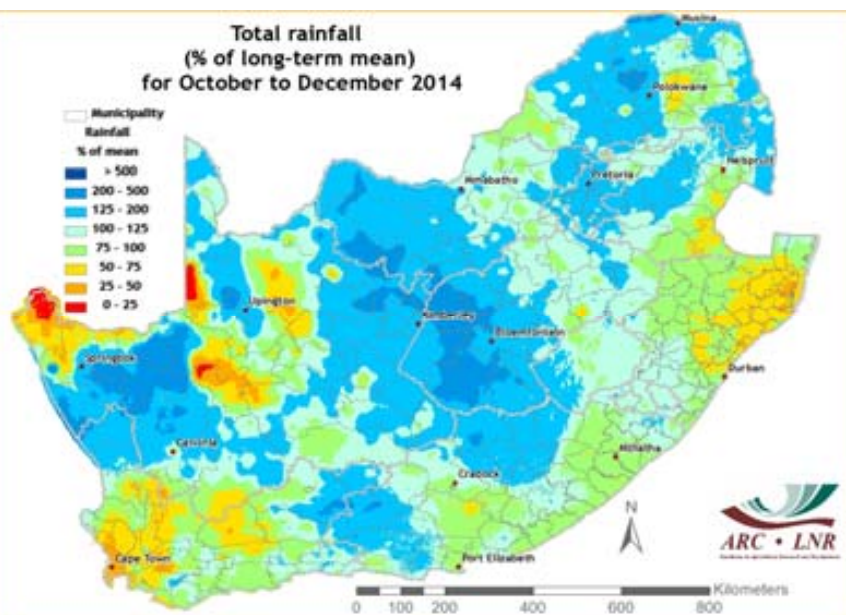 Total rainfall
(% of long-term mean)
for October to December 2014
Municipality
Rainfall
% of mean
> 500
200 - 500
125 - 200
100 - 125
75 - 100
50 - 75
25 - 50
0 - 25
Musina
Polokwane
Nelspruit
Pretoria
Mmabatho
Upington
Kimberley
Bloemfontein
Springbok
Durban
Calvinia
Mthatha
Cradock
N
Cape Town
Port Elizabeth
ARC • LNR
Kilometers
0 100 200 400 600 800